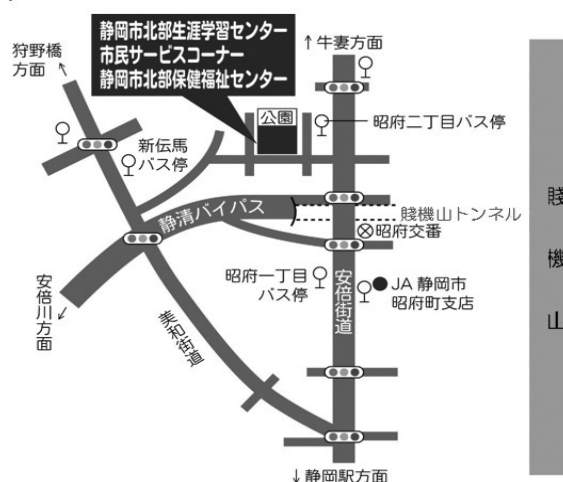 静岡市北部生涯学習センター
市民サービスコーナー
静岡市北部保健福祉センター
狩野橋
方面
↑牛妻方面
公園
昭府二丁目バス停
新伝馬
バス停
静清バイパス
賤機山トンネル
昭府交番
昭府一丁目
バス停
安倍街道
JA 静岡市
昭府町支店
安倍川方面
美和街道
↓静岡駅方面
賤機山